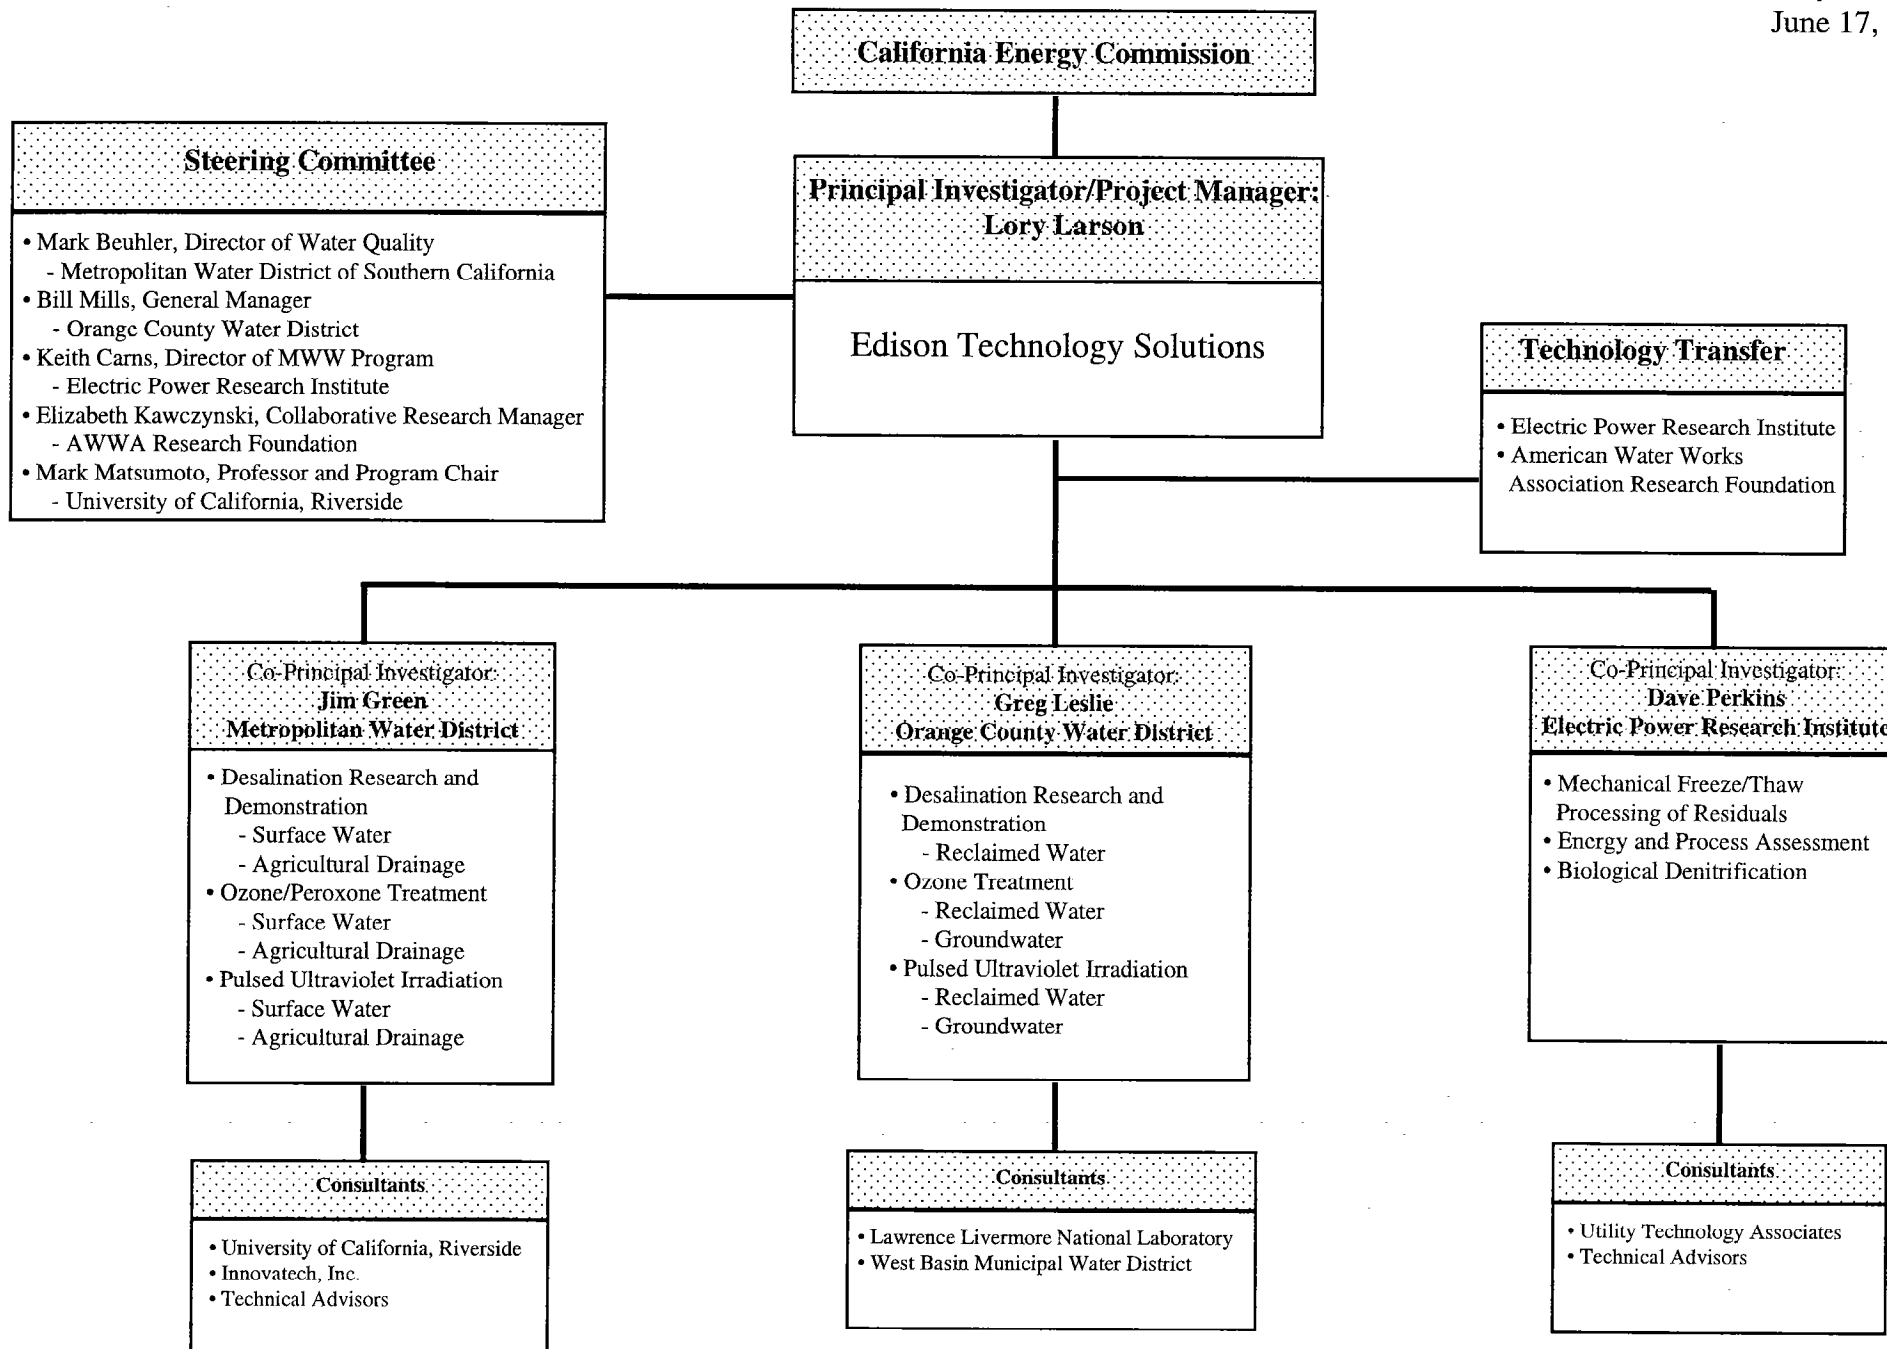 June 17,
California Energy Commission
Steering Committee
• Mark Beuhler, Director of Water Quality
- Metropolitan Water District of Southern California
• Bill Mills, General Manager
- Orange County Water District
• Keith Carns, Director of MWW Program
- Electric Power Research Institute
• Elizabeth Kawczynski, Collaborative Research Manager
- AWWA Research Foundation
• Mark Matsumoto, Professor and Program Chair
- University of California, Riverside
Principal Investigator/Project Manager:
Lory Larson
Edison Technology Solutions
Technology Transfer
• Electric Power Research Institute
• American Water Works
Association Research Foundation
Co-Principal Investigator:
Jim Green
Metropolitan Water District
• Desalination Research and
Demonstration
- Surface Water
- Agricultural Drainage
• Ozone/Peroxone Treatment
- Surface Water
- Agricultural Drainage
• Pulsed Ultraviolet Irradiation
- Surface Water
- Agricultural Drainage
Co-Principal Investigator:
Greg Leslie
Orange County Water District
• Desalination Research and
Demonstration
- Reclaimed Water
• Ozone Treatment
- Reclaimed Water
- Groundwater
• Pulsed Ultraviolet Irradiation
- Reclaimed Water
- Groundwater
Co-Principal Investigator:
Dave Perkins
Electric Power Research Institute
• Mechanical Freeze/Thaw
Processing of Residuals
• Energy and Process Assessment
• Biological Denitrification
Consultants
• University of California, Riverside
• Innovatech, Inc.
• Technical Advisors
Consultants
• Lawrence Livermore National Laboratory
• West Basin Municipal Water District
Consultants
• Utility Technology Associates
• Technical Advisors